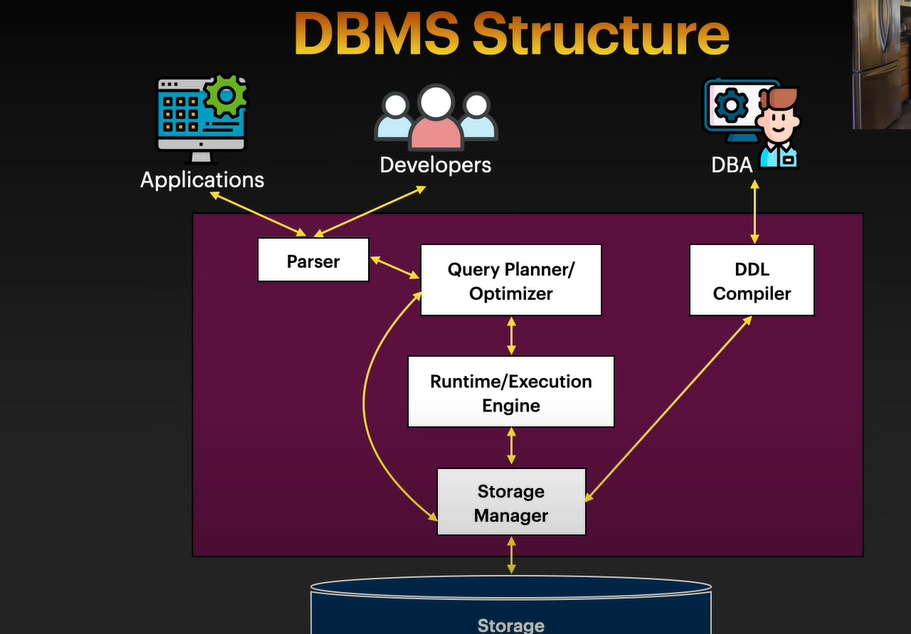 DBMS Structure
Applications
Developers
DBA
Parser
Query Planner/
Optimizer
DDL
Compiler
Runtime/Execution
Engine
Storage
Manager
Storage